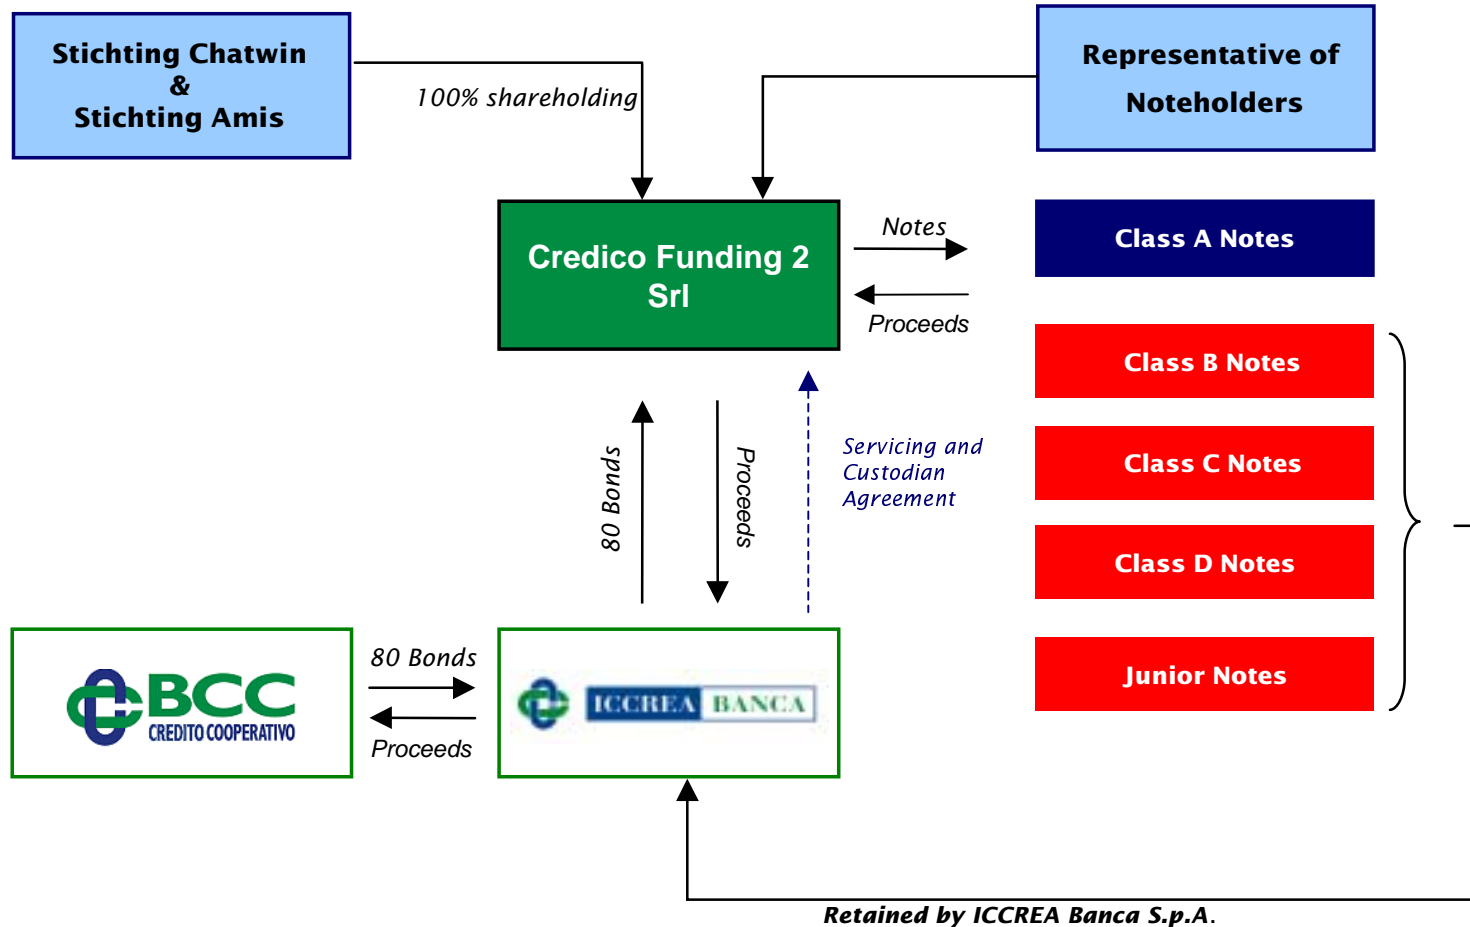 Stichting Chatwin
&
Stichting Amis
100% shareholding
Representative of
Noteholders
Credico Funding 2
Srl
Notes
Proceeds
Class A Notes
Class B Notes
Class C Notes
Class D Notes
Junior Notes
80 Bonds
Proceeds
Servicing and
Custodian
Agreement
BCC
CREDITO COOPERATIVO
80 Bonds
Proceeds
ICCREA BANCA
Retained by ICCREA Banca S.p.A.